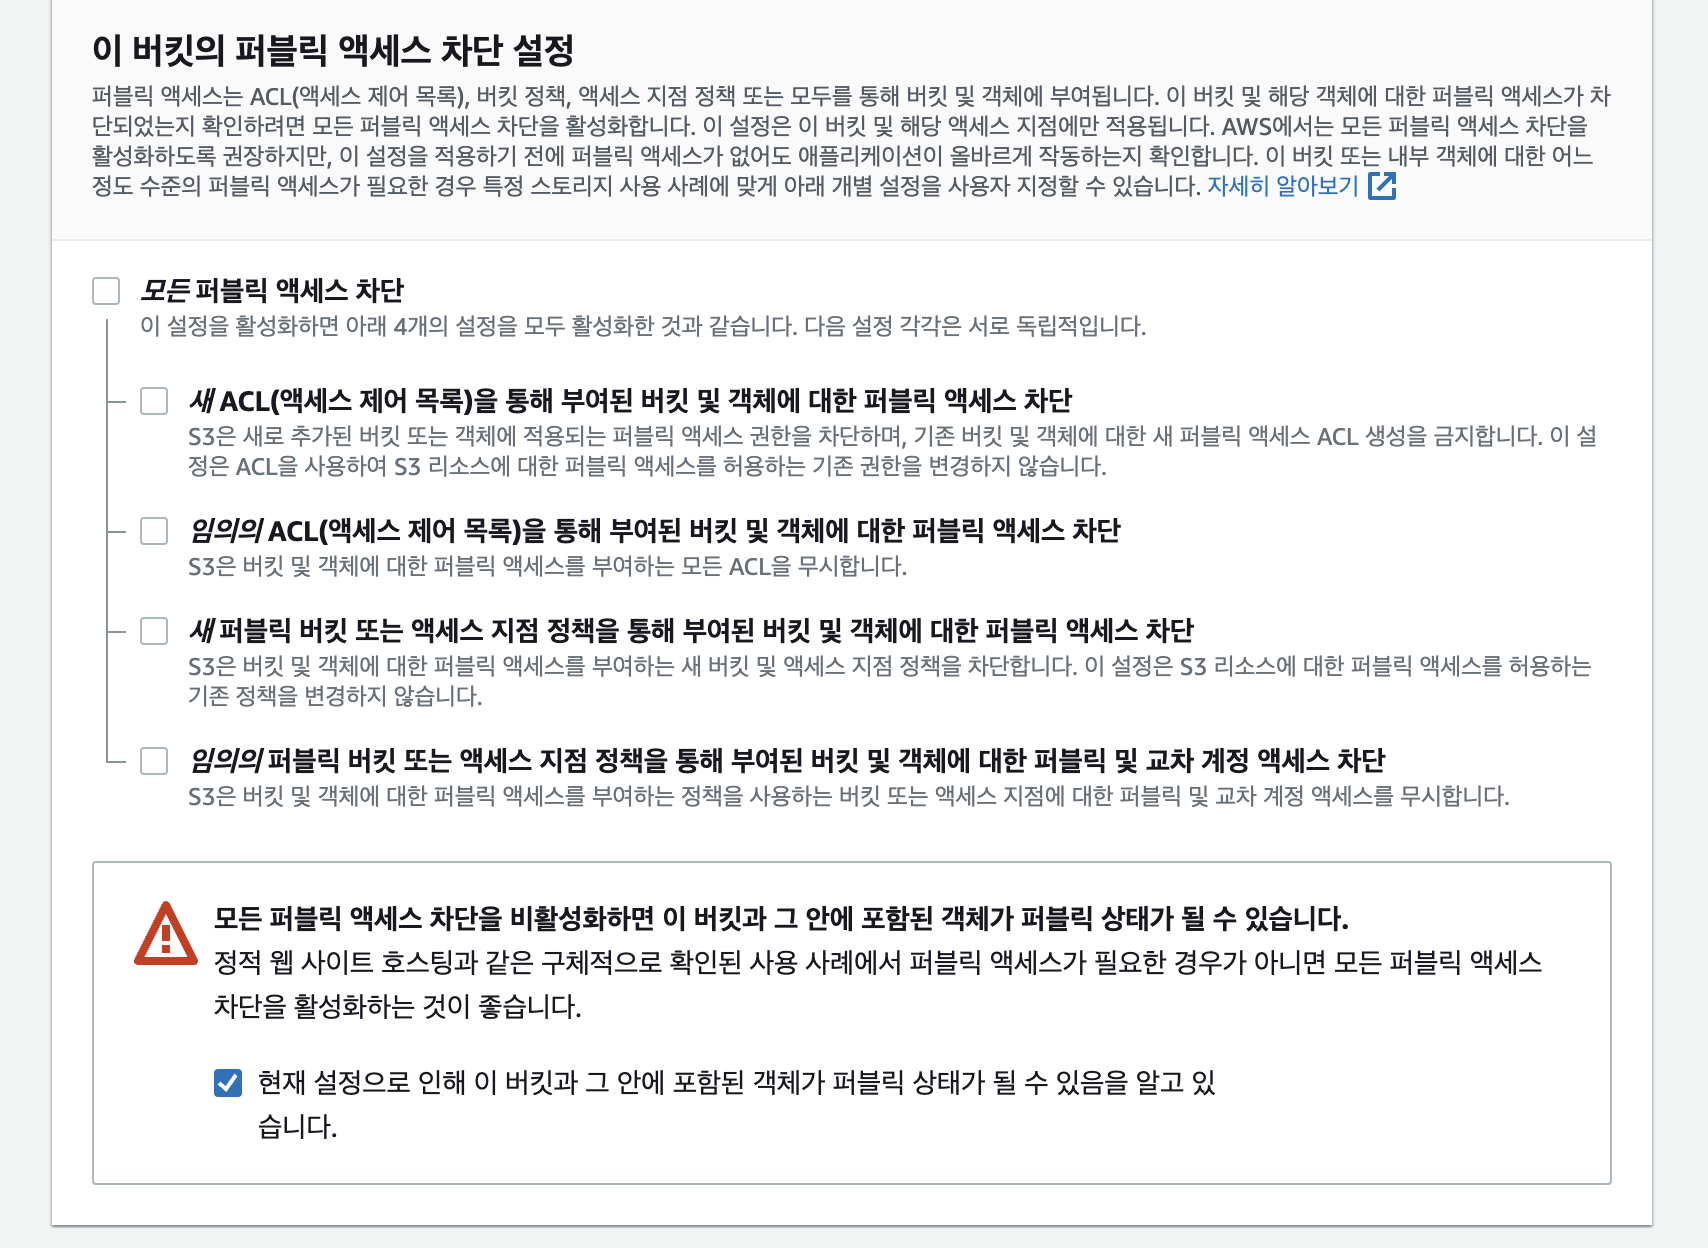 이 버킷의 퍼블릭 액세스 차단 설정
퍼블릭 액세스는 ACL(액세스 제어 목록), 버킷 정책, 액세스 지점 정책 또는 모두를 통해 버킷 및 객체에 부여됩니다. 이 버킷 및 해당 객체에 대한 퍼블릭 액세스가 차
단되었는지 확인하려면 모든 퍼블릭 액세스 차단을 활성화합니다. 이 설정은 이 버킷 및 해당 액세스 지점에만 적용됩니다. AWS에서는 모든 퍼블릭 액세스 차단을
활성화하도록 권장하지만, 이 설정을 적용하기 전에 퍼블릭 액세스가 없어도 애플리케이션이 올바르게 작동하는지 확인합니다. 이 버킷 또는 내부 객체에 대한 어느
정도 수준의 퍼블릭 액세스가 필요한 경우 특정 스토리지 사용 사례에 맞게 아래 개별 설정을 사용자 지정할 수 있습니다. 자세히 알아보기
모든 퍼블릭 액세스 차단
이 설정을 활성화하면 아래 4개의 설정을 모두 활성화한 것과 같습니다. 다음 설정 각각은 서로 독립적입니다.
새 ACL(액세스 제어 목록)을 통해 부여된 버킷 및 객체에 대한 퍼블릭 액세스 차단
S3은 새로 추가된 버킷 또는 객체에 적용되는 퍼블릭 액세스 권한을 차단하며, 기존 버킷 및 객체에 대한 새 퍼블릭 액세스 ACL 생성을 금지합니다. 이 설
정은 ACL을 사용하여 S3 리소스에 대한 퍼블릭 액세스를 허용하는 기존 권한을 변경하지 않습니다.
임의의 ACL(액세스 제어 목록)을 통해 부여된 버킷 및 객체에 대한 퍼블릭 액세스 차단
S3은 버킷 및 객체에 대한 퍼블릭 액세스를 부여하는 모든 ACL을 무시합니다.
새 퍼블릭 버킷 또는 액세스 지점 정책을 통해 부여된 버킷 및 객체에 대한 퍼블릭 액세스 차단
S3은 버킷 및 객체에 대한 퍼블릭 액세스를 부여하는 새 버킷 및 액세스 지점 정책을 차단합니다. 이 설정은 S3 리소스에 대한 퍼블릭 액세스를 허용하는
기존 정책을 변경하지 않습니다.
임의의 퍼블릭 버킷 또는 액세스 지점 정책을 통해 부여된 버킷 및 객체에 대한 퍼블릭 및 교차 계정 액세스 차단
S3은 버킷 및 객체에 대한 퍼블릭 액세스를 부여하는 정책을 사용하는 버킷 또는 액세스 지점에 대한 퍼블릭 및 교차 계정 액세스를 무시합니다.
모든 퍼블릭 액세스 차단을 비활성화하면 이 버킷과 그 안에 포함된 객체가 퍼블릭 상태가 될 수 있습니다.
정적 웹 사이트 호스팅과 같은 구체적으로 확인된 사용 사례에서 퍼블릭 액세스가 필요한 경우가 아니면 모든 퍼블릭 액세스
차단을 활성화하는 것이 좋습니다.
현재 설정으로 인해 이 버킷과 그 안에 포함된 객체가 퍼블릭 상태가 될 수 있음을 알고 있
습니다.